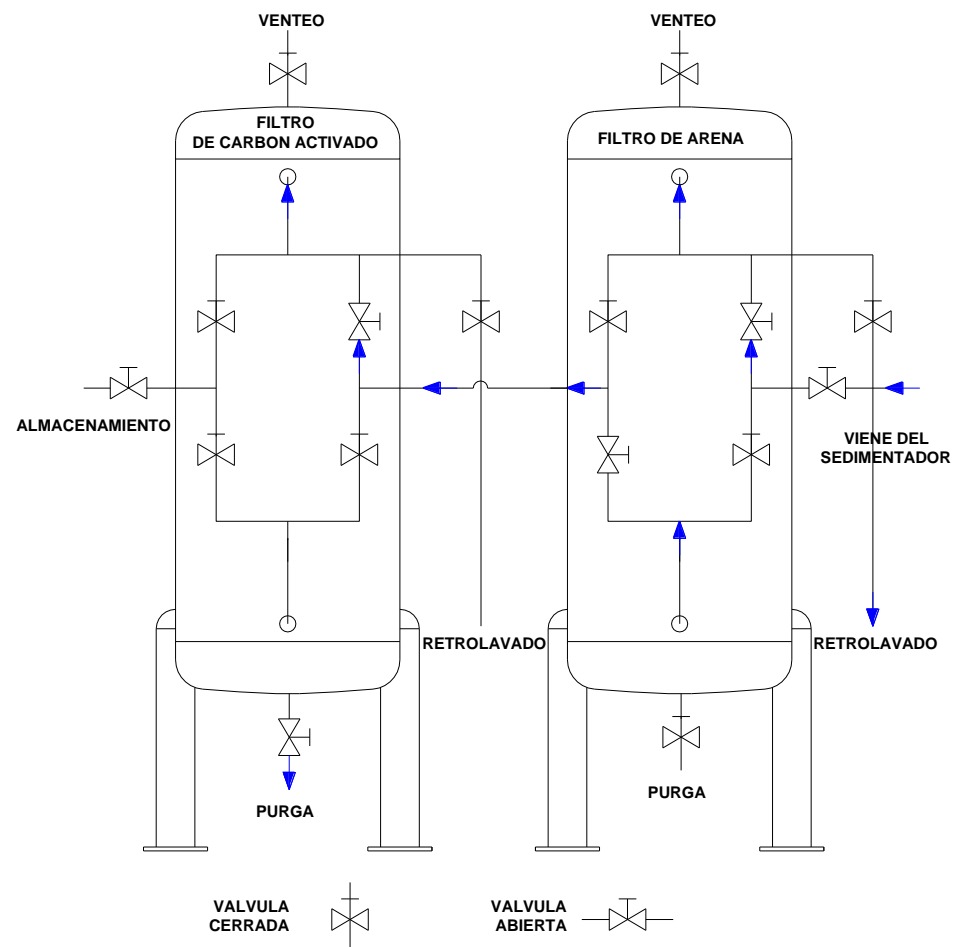 VENTEO
VENTEO
FILTRO
DE CARBON ACTIVADO
FILTRO DE ARENA
ALMACENAMIENTO
VIENE DEL
SEDIMENTADOR
RETROLAVADO
RETROLAVADO
PURGA
PURGA
VALVULA
CERRADA
VALVULA
ABIERTA